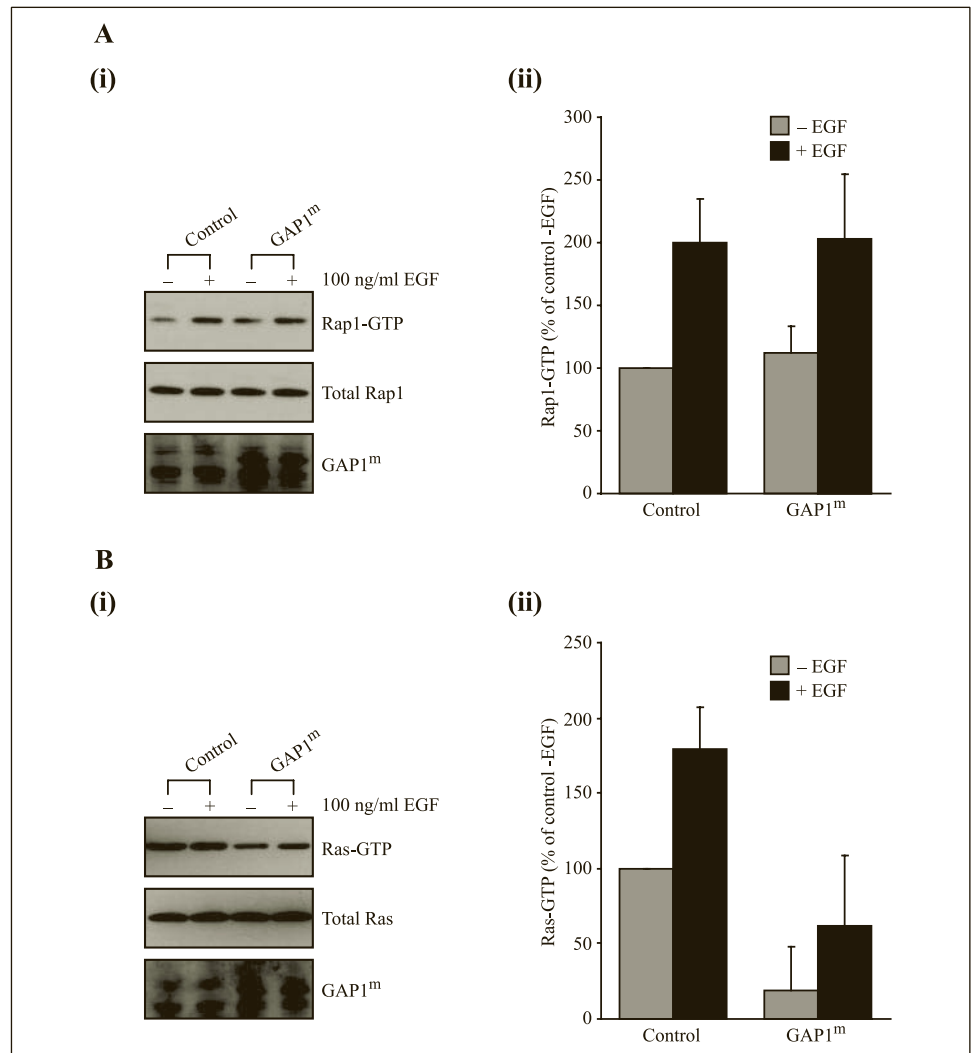 A
(i)
Control GAP1ᵐ
– + – + 100 ng/ml EGF
Rap1-GTP
Total Rap1
GAP1ᵐ
(ii)
– EGF
+ EGF
Rap1-GTP (% of control -EGF)
300
250
200
150
100
50
0
Control GAP1ᵐ
B
(i)
Control GAP1ᵐ
– + – + 100 ng/ml EGF
Ras-GTP
Total Ras
GAP1ᵐ
(ii)
– EGF
+ EGF
Ras-GTP (% of control -EGF)
250
200
150
100
50
0
Control GAP1ᵐ